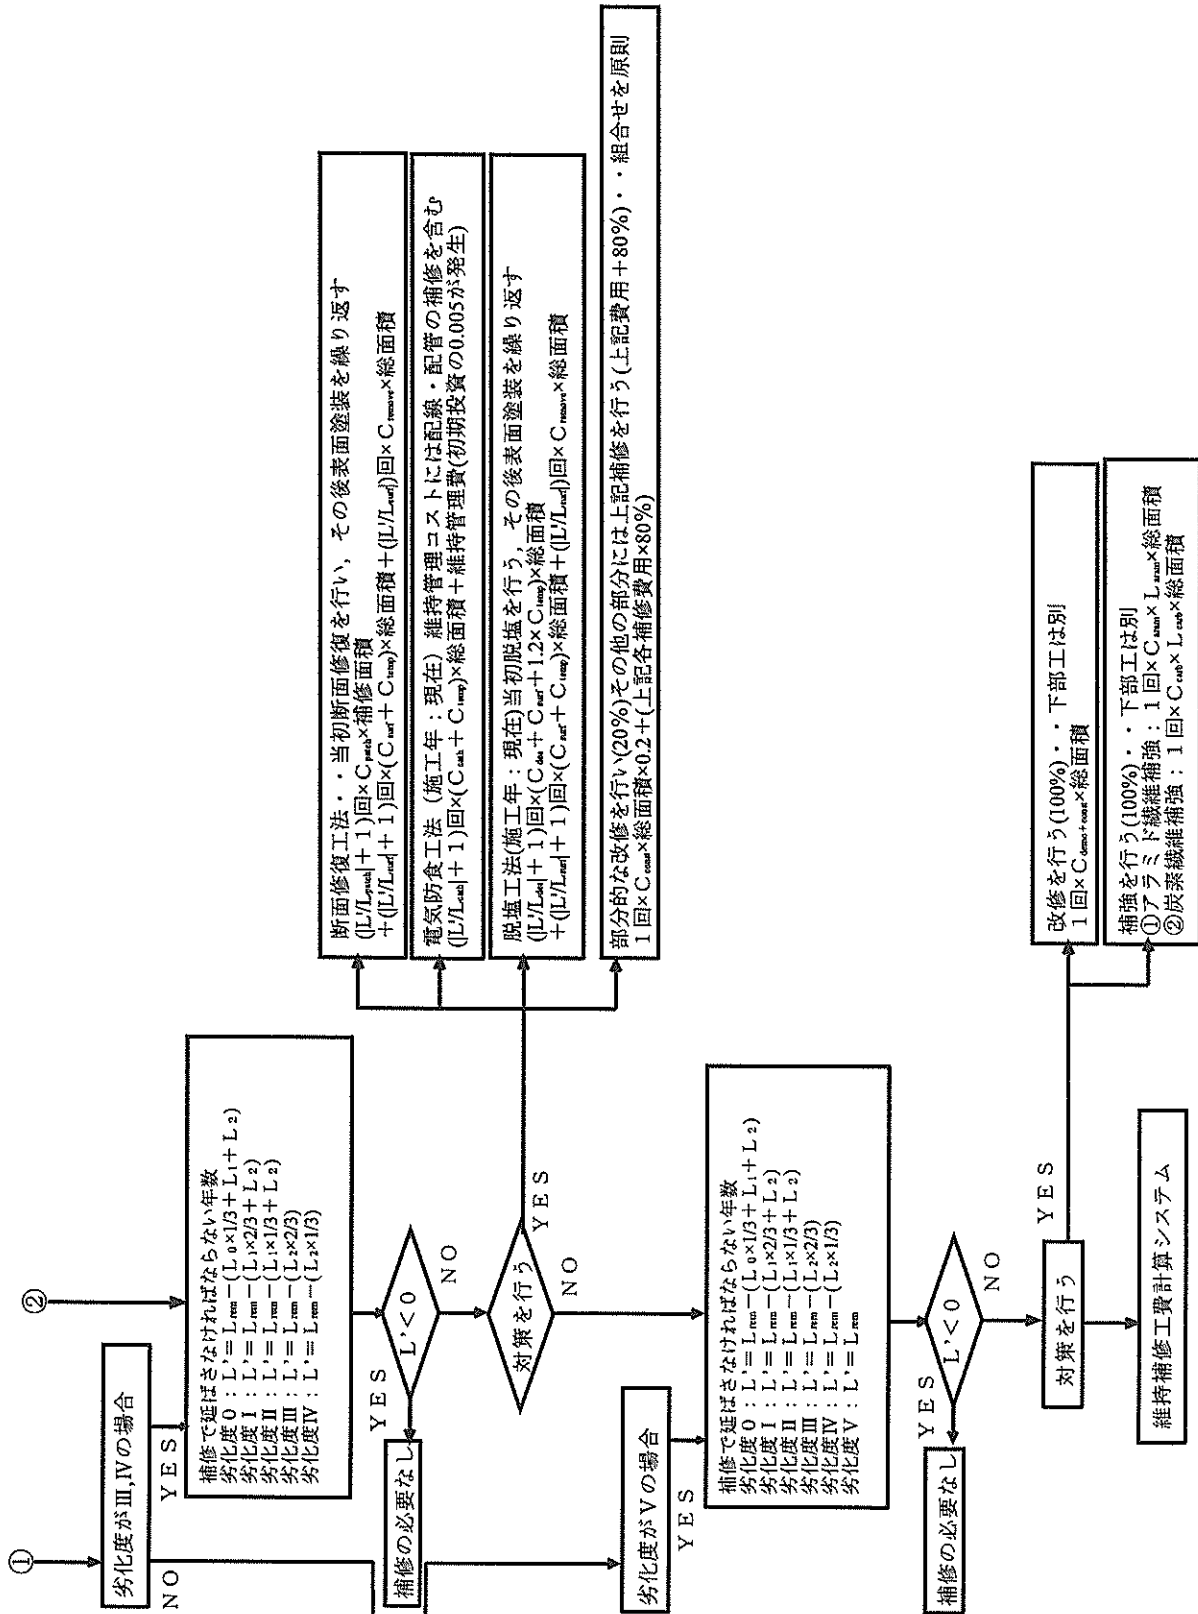 ①
②
劣化度がⅢ,Ⅳの場合
YES
NO
補修で延ばさなければならない年数
劣化度0：L'=Lrem－(L0×1/3＋L1＋L2)
劣化度Ⅰ：L'=Lrem－(L1×2/3＋L2)
劣化度Ⅱ：L'=Lrem－(L1×1/3＋L2)
劣化度Ⅲ：L'=Lrem－(L2×2/3)
劣化度Ⅳ：L'=Lrem－(L2×1/3)
L'<0
YES
NO
補修の必要なし
対策を行う
YES
NO
断面修復工法・・当初断面修復を行い，その後表面塗装を繰り返す
(|L'/Lpatch|＋1)回×Cpatch×補修面積
＋(|L'/Lsurf|＋1)回×(Csurf＋Ctemp)×総面積＋(|L'/Lsurf|)回×Cremove×総面積
電気防食工法（施工年：現在）維持管理コストには配線・配管の補修を含む
(|L'/Lcath|＋1)回×(Ccath＋Ctemp)×総面積＋維持管理費(初期投資の0.005が発生)
脱塩工法(施工年：現在)当初脱塩を行う，その後表面塗装を繰り返す
(|L'/Ldes|＋1)回×(Cdes＋Csurf＋1.2×Ctemp)×総面積
＋(|L'/Lsurf|＋1)回×(Csurf＋Ctemp)×総面積＋(|L'/Lsurf|)回×Cremove×総面積
部分的な改修を行い(20%)その他の部分には上記補修を行う(上記費用＋80%)・・組合せを原則
1回×Cconst×総面積×0.2＋(上記各補修費用×80%)
劣化度がⅤの場合
YES
補修で延ばさなければならない年数
劣化度0：L'=Lrem－(L0×1/3＋L1＋L2)
劣化度Ⅰ：L'=Lrem－(L1×2/3＋L2)
劣化度Ⅱ：L'=Lrem－(L1×1/3＋L2)
劣化度Ⅲ：L'=Lrem－(L2×2/3)
劣化度Ⅳ：L'=Lrem－(L2×1/3)
劣化度Ⅴ：L'=Lrem
L'<0
YES
NO
補修の必要なし
対策を行う
YES
改修を行う(100%)・・下部工は別
1回×Cdemo+const×総面積
補強を行う(100%)・・下部工は別
①アラミド繊維補強：1回×Caram×Laram×総面積
②炭素繊維補強：1回×Ccarb×Lcarb×総面積
維持補修工費計算システム